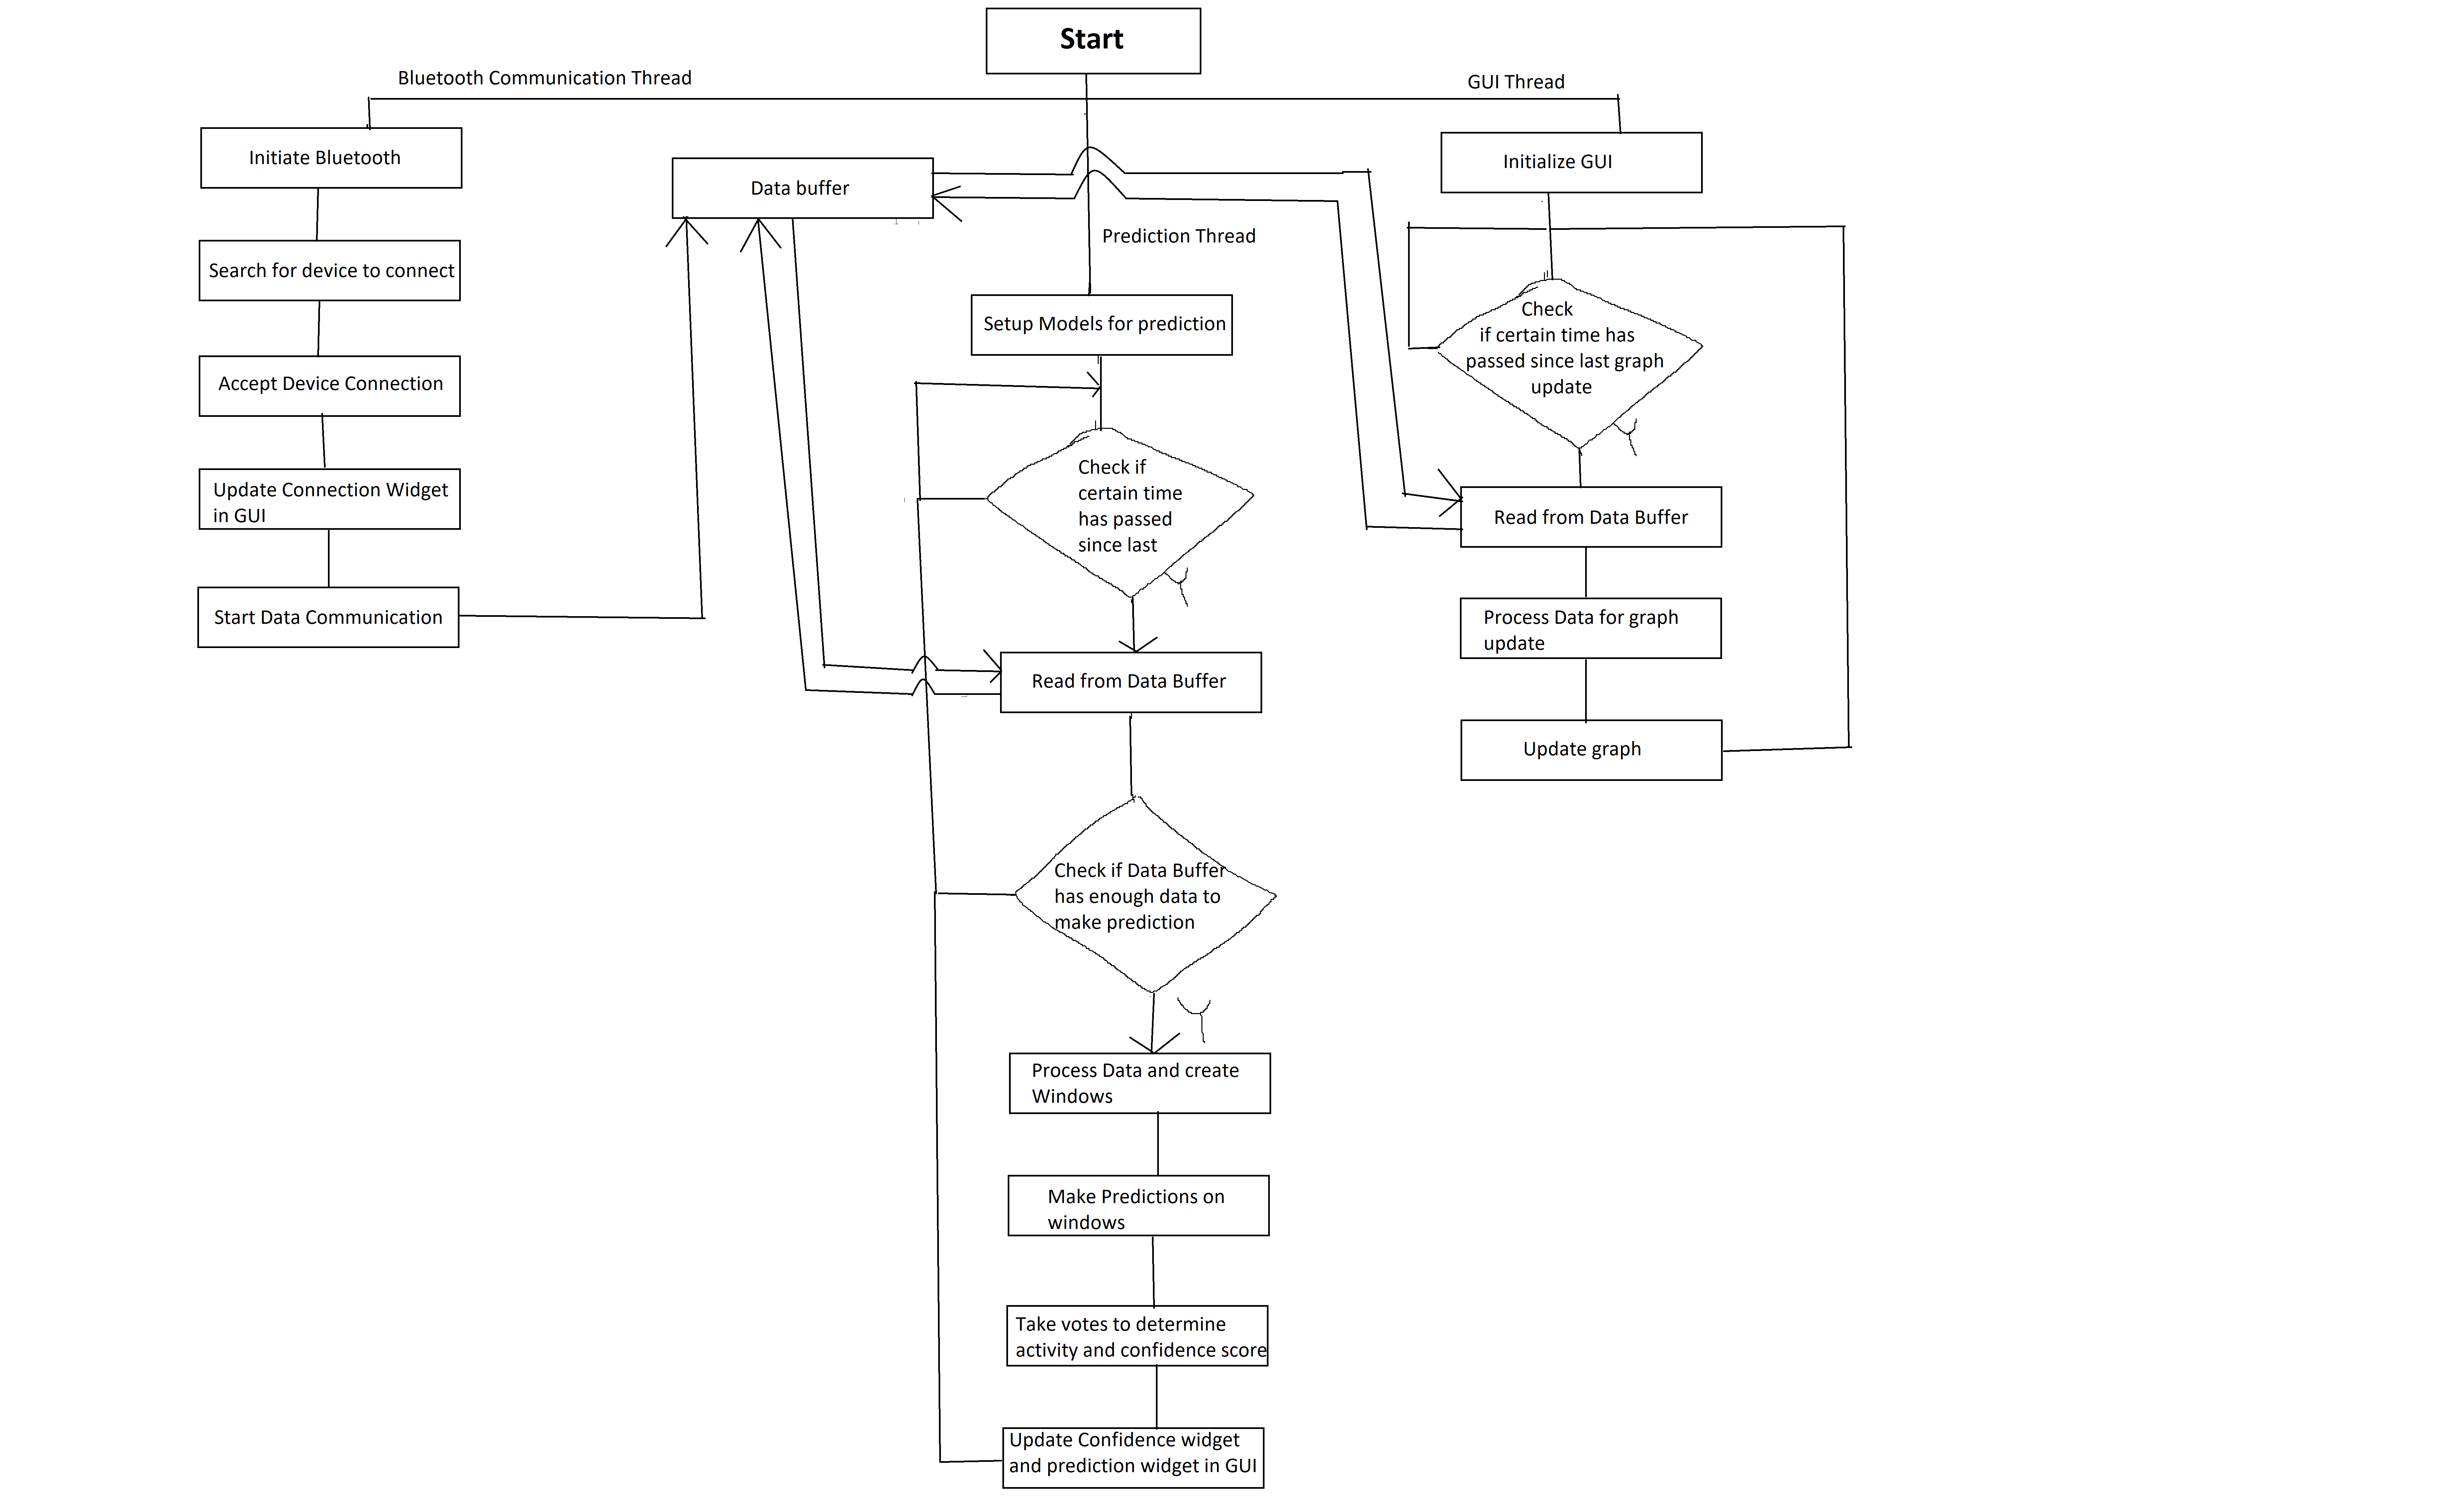 Start
Bluetooth Communication Thread
GUI Thread
Initiate Bluetooth
Search for device to connect
Accept Device Connection
Update Connection Widget
in GUI
Start Data Communication
Data buffer
Prediction Thread
Setup Models for prediction
Check if
certain time
has passed
since last
Y
Read from Data Buffer
Check if Data Buffer
has enough data to
make prediction
Y
Process Data and create
Windows
Make Predictions on
windows
Take votes to determine
activity and confidence score
Update Confidence widget
and prediction widget in GUI
Initialize GUI
Check
if certain time has
passed since last graph
update
Y
Read from Data Buffer
Process Data for graph
update
Update graph